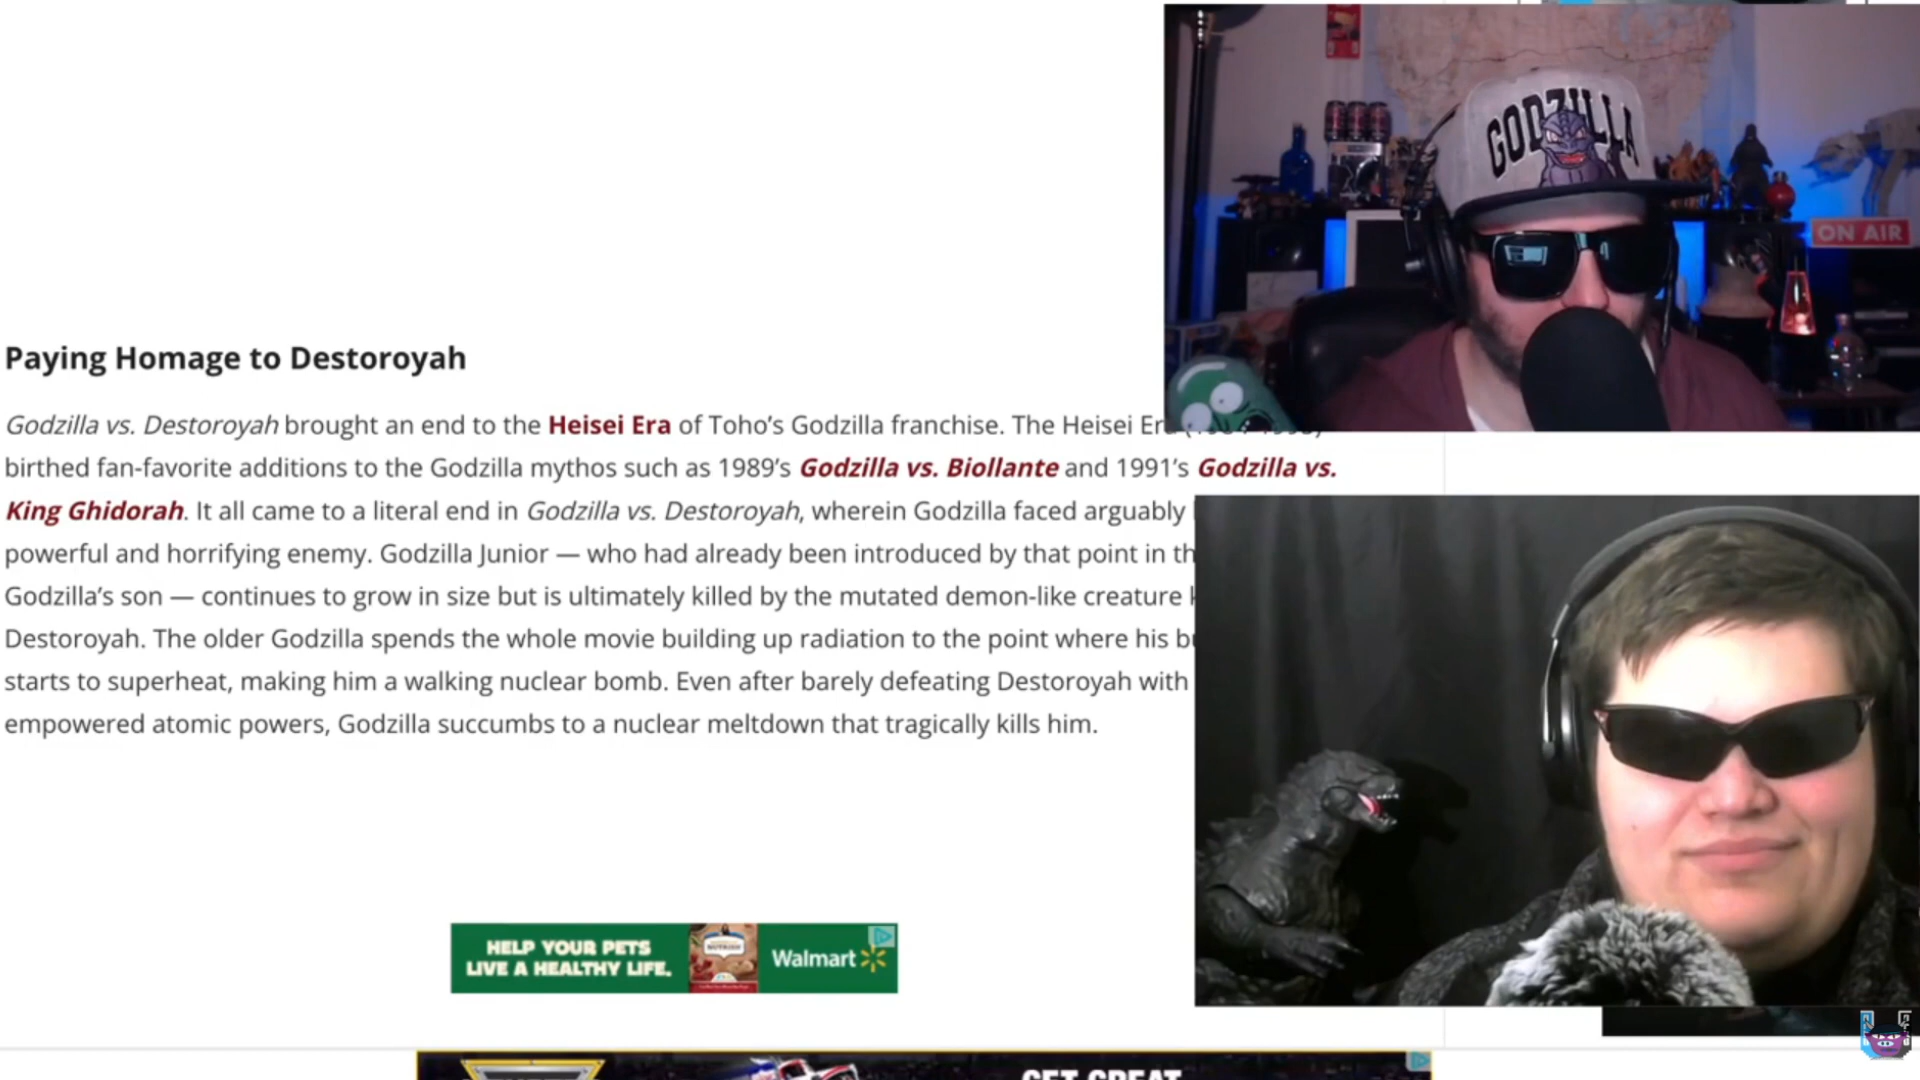 GODZILLA
ON AIR
Paying Homage to Destoroyah
Godzilla vs. Destoroyah brought an end to the Heisei Era of Toho’s Godzilla franchise. The Heisei Era
birthed fan-favorite additions to the Godzilla mythos such as 1989’s Godzilla vs. Biollante and 1991’s Godzilla vs.
King Ghidorah. It all came to a literal end in Godzilla vs. Destoroyah, wherein Godzilla faced arguably
powerful and horrifying enemy. Godzilla Junior — who had already been introduced by that point in
Godzilla’s son — continues to grow in size but is ultimately killed by the mutated demon-like creature
Destoroyah. The older Godzilla spends the whole movie building up radiation to the point where his
starts to superheat, making him a walking nuclear bomb. Even after barely defeating Destoroyah with
empowered atomic powers, Godzilla succumbs to a nuclear meltdown that tragically kills him.
HELP YOUR PETS
LIVE A HEALTHY LIFE.
NUTRISH
Walmart
GET GREAT